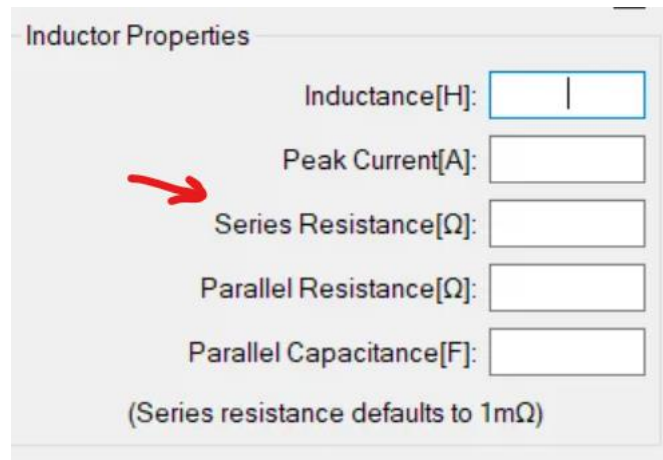 Inductor Properties
Inductance[H]:
Peak Current[A]:
Series Resistance[Ω]:
Parallel Resistance[Ω]:
Parallel Capacitance[F]:
(Series resistance defaults to 1mΩ)